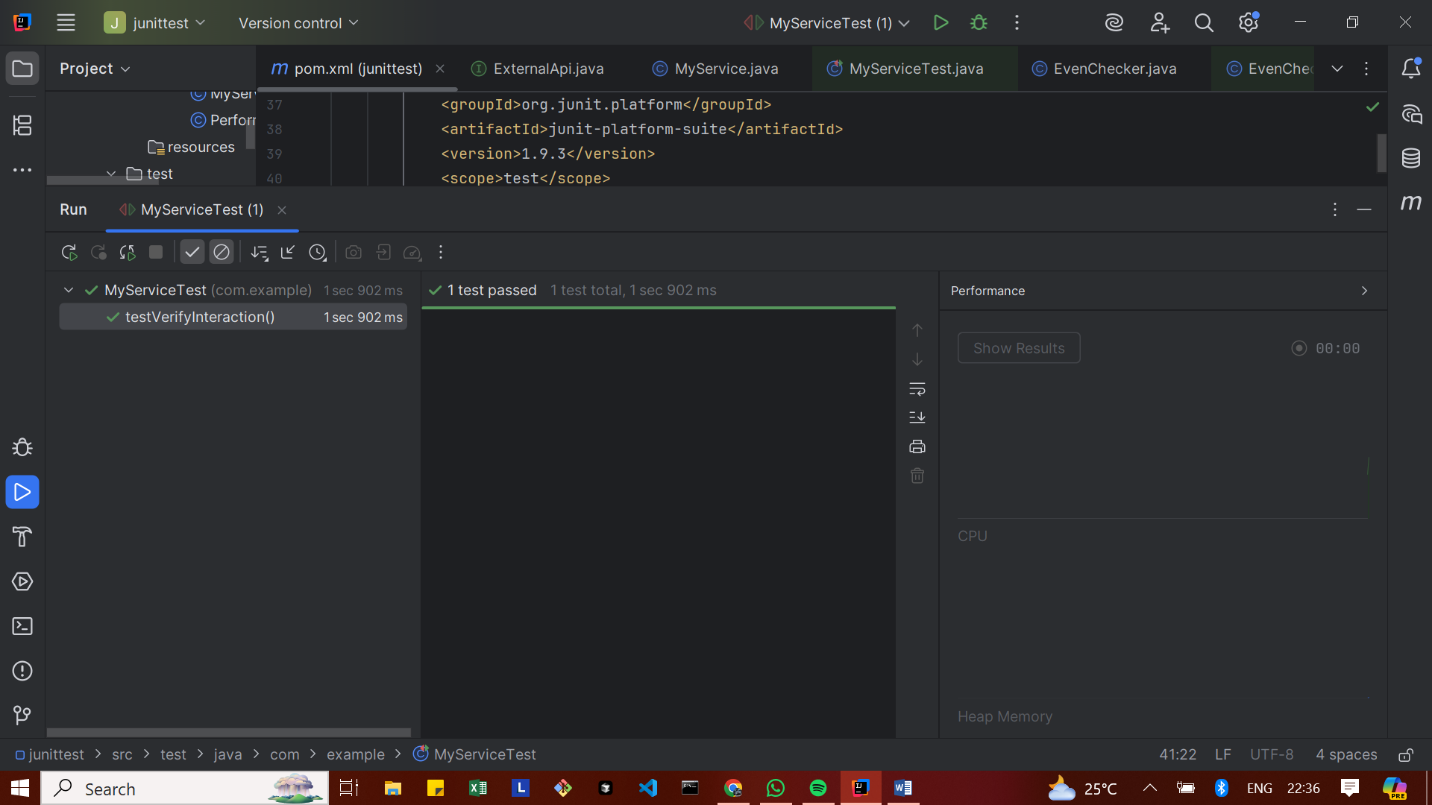 J junittest Version control MyServiceTest (1)
Project
m pom.xml (junittest) ExternalApi.java MyService.java MyServiceTest.java EvenChecker.java EvenChec
MyServ
Perforr
resources
test
37 <groupId>org.junit.platform</groupId>
38 <artifactId>junit-platform-suite</artifactId>
39 <version>1.9.3</version>
40 <scope>test</scope>
Run MyServiceTest (1)
MyServiceTest (com.example) 1 sec 902 ms
testVerifyInteraction() 1 sec 902 ms
1 test passed 1 test total, 1 sec 902 ms
Performance
Show Results 00:00
CPU
Heap Memory
junittest > src > test > java > com > example > MyServiceTest
41:22 LF UTF-8 4 spaces
Search
25°C ENG 22:36
PRE